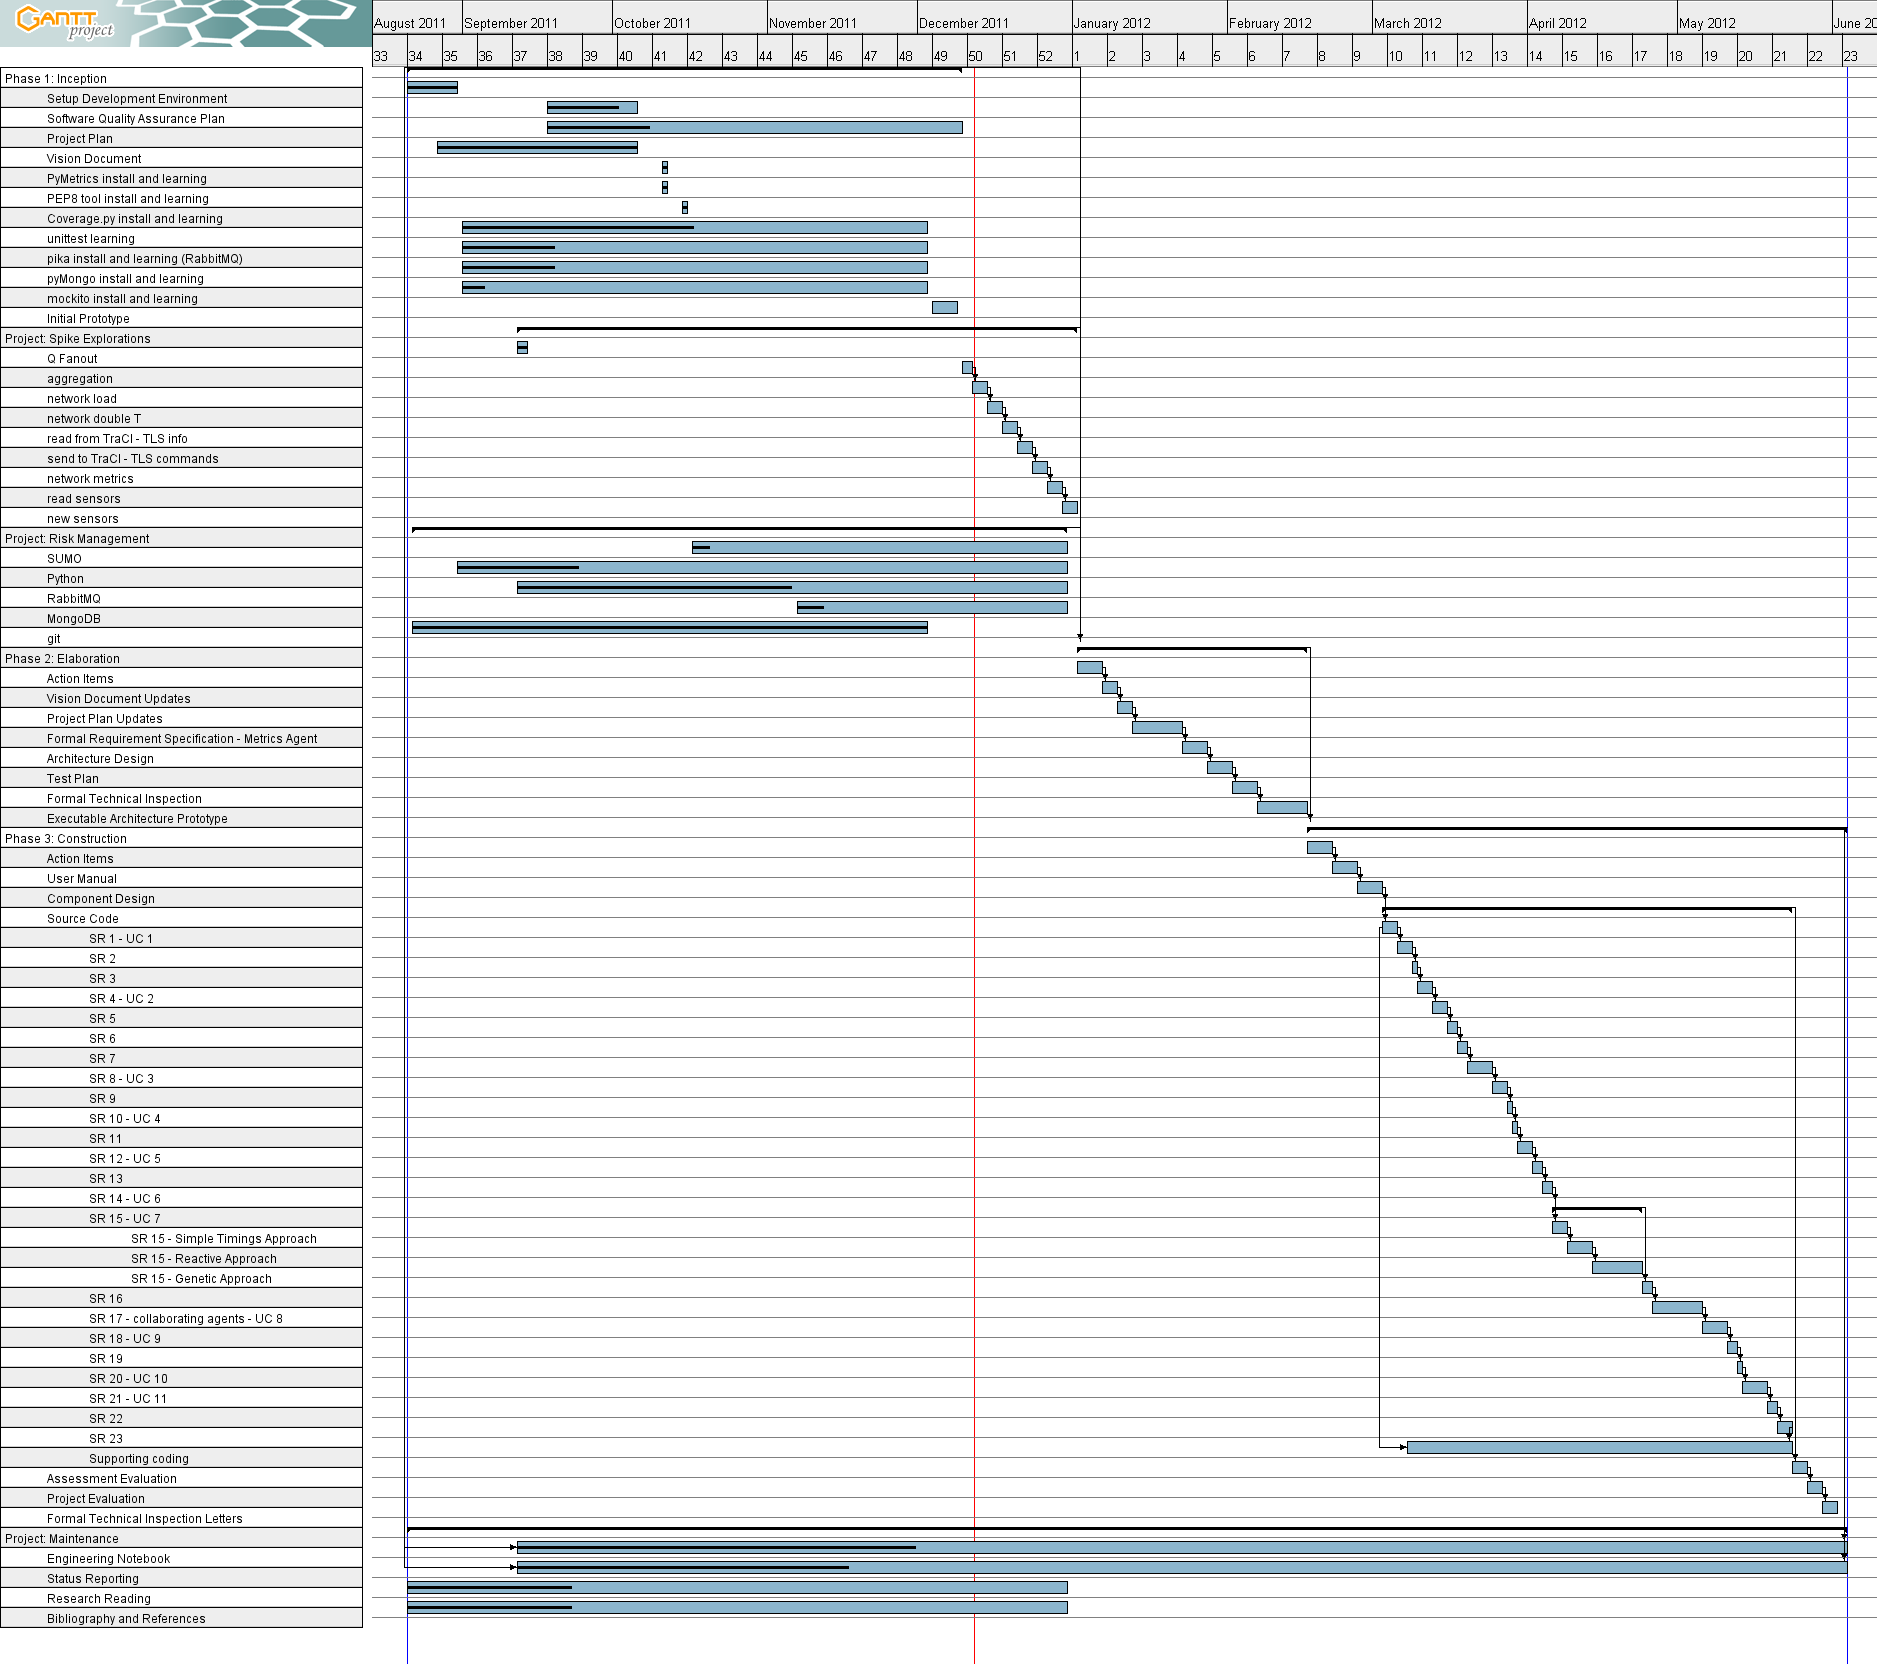 GANTT
project
August 2011 September 2011 October 2011 November 2011 December 2011 January 2012 February 2012 March 2012 April 2012 May 2012 June 20
33 34 35 36 37 38 39 40 41 42 43 44 45 46 47 48 49 50 51 52 1 2 3 4 5 6 7 8 9 10 11 12 13 14 15 16 17 18 19 20 21 22 23
Phase 1: Inception
Setup Development Environment
Software Quality Assurance Plan
Project Plan
Vision Document
PyMetrics install and learning
PEP8 tool install and learning
Coverage.py install and learning
unittest learning
pika install and learning (RabbitMQ)
pyMongo install and learning
mockito install and learning
Initial Prototype
Project: Spike Explorations
Q Fanout
aggregation
network load
network double T
read from TraCI - TLS info
send to TraCI - TLS commands
network metrics
read sensors
new sensors
Project: Risk Management
SUMO
Python
RabbitMQ
MongoDB
git
Phase 2: Elaboration
Action Items
Vision Document Updates
Project Plan Updates
Formal Requirement Specification - Metrics Agent
Architecture Design
Test Plan
Formal Technical Inspection
Executable Architecture Prototype
Phase 3: Construction
Action Items
User Manual
Component Design
Source Code
SR 1 - UC 1
SR 2
SR 3
SR 4 - UC 2
SR 5
SR 6
SR 7
SR 8 - UC 3
SR 9
SR 10 - UC 4
SR 11
SR 12 - UC 5
SR 13
SR 14 - UC 6
SR 15 - UC 7
SR 15 - Simple Timings Approach
SR 15 - Reactive Approach
SR 15 - Genetic Approach
SR 16
SR 17 - collaborating agents - UC 8
SR 18 - UC 9
SR 19
SR 20 - UC 10
SR 21 - UC 11
SR 22
SR 23
Supporting coding
Assessment Evaluation
Project Evaluation
Formal Technical Inspection Letters
Project: Maintenance
Engineering Notebook
Status Reporting
Research Reading
Bibliography and References